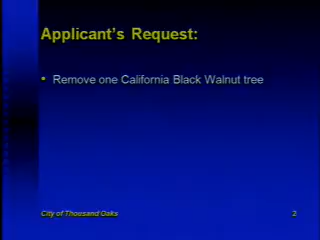 Applicant's Request:
▪ Remove one California Black Walnut tree
City of Thousand Oaks 2